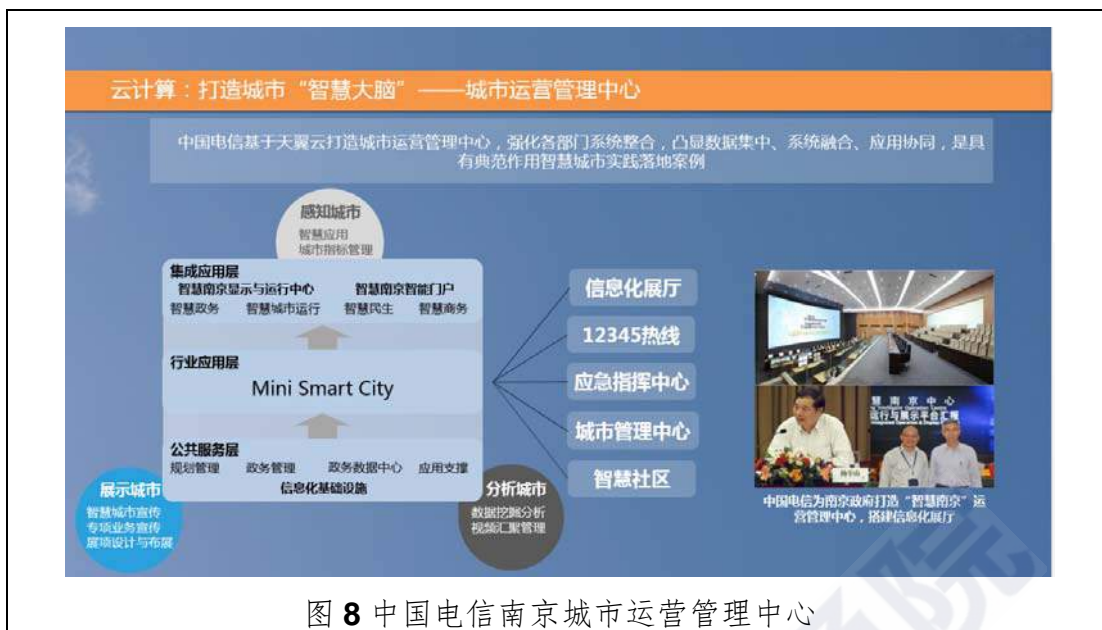 云计算：打造城市“智慧大脑”——城市运营管理中心
中国电信基于天翼云打造城市运营管理中心，强化各部门系统整合，凸显数据集中、系统融合、应用协同，是具
有典范作用智慧城市实践落地案例
感知城市
智慧应用
城市指标管理
集成应用层
智慧南京显示与运行中心 智慧南京智能门户
智慧政务 智慧城市运行 智慧民生 智慧商务
行业应用层
Mini Smart City
公共服务层
规划管理 政务管理 政务数据中心 应用支撑
信息化基础设施
展示城市
智慧城市宣传
专项业务宣传
展项设计与布展
分析城市
数据挖掘分析
视频汇聚管理
信息化展厅
12345热线
应急指挥中心
城市管理中心
智慧社区
慧南京中心
运行与展示平台汇报
中国电信为南京政府打造“智慧南京”运
营管理中心，搭建信息化展厅
图 8 中国电信南京城市运营管理中心